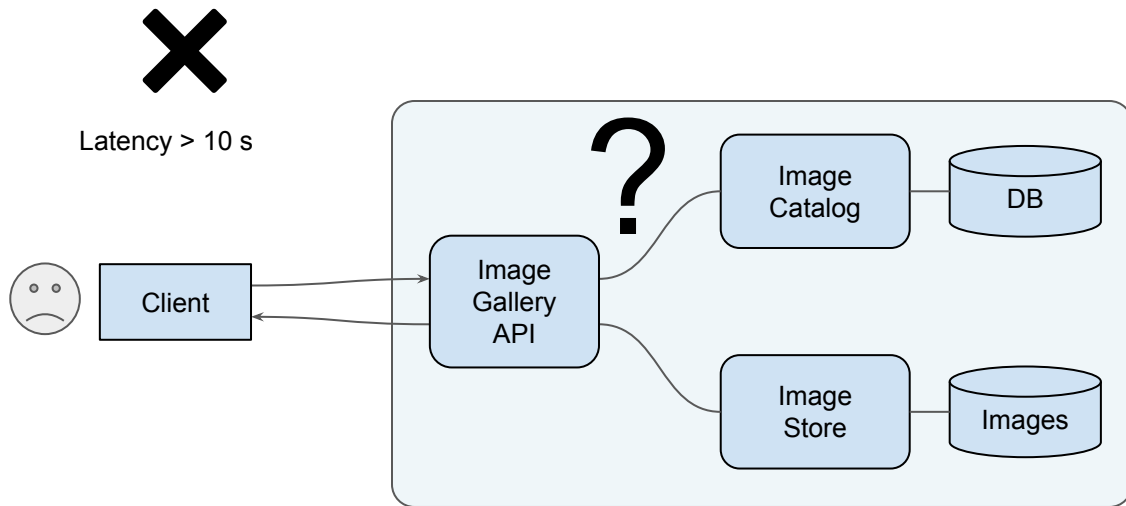 Latency > 10 s
?
Image
Catalog
DB
Client
Image
Gallery
API
Image
Store
Images